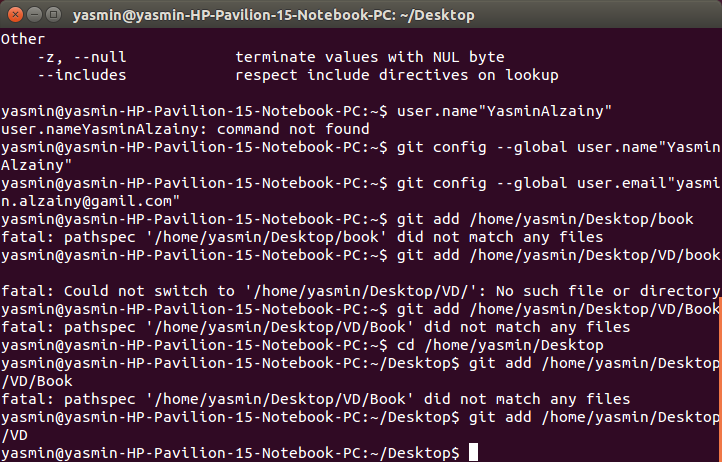 yasmin@yasmin-HP-Pavilion-15-Notebook-PC: ~/Desktop
Other
    -z, --null            terminate values with NUL byte
    --includes            respect include directives on lookup
yasmin@yasmin-HP-Pavilion-15-Notebook-PC:~$ user.name"YasminAlzainy"
user.nameYasminAlzainy: command not found
yasmin@yasmin-HP-Pavilion-15-Notebook-PC:~$ git config --global user.name"Yasmin
Alzainy"
yasmin@yasmin-HP-Pavilion-15-Notebook-PC:~$ git config --global user.email"yasmi
n.alzainy@gamil.com"
yasmin@yasmin-HP-Pavilion-15-Notebook-PC:~$ git add /home/yasmin/Desktop/book
fatal: pathspec '/home/yasmin/Desktop/book' did not match any files
yasmin@yasmin-HP-Pavilion-15-Notebook-PC:~$ git add /home/yasmin/Desktop/VD/book
fatal: Could not switch to '/home/yasmin/Desktop/VD/': No such file or directory
yasmin@yasmin-HP-Pavilion-15-Notebook-PC:~$ git add /home/yasmin/Desktop/VD/Book
fatal: pathspec '/home/yasmin/Desktop/VD/Book' did not match any files
yasmin@yasmin-HP-Pavilion-15-Notebook-PC:~$ cd /home/yasmin/Desktop
yasmin@yasmin-HP-Pavilion-15-Notebook-PC:~/Desktop$ git add /home/yasmin/Desktop
/VD/Book
fatal: pathspec '/home/yasmin/Desktop/VD/Book' did not match any files
yasmin@yasmin-HP-Pavilion-15-Notebook-PC:~/Desktop$ git add /home/yasmin/Desktop
/VD
yasmin@yasmin-HP-Pavilion-15-Notebook-PC:~/Desktop$